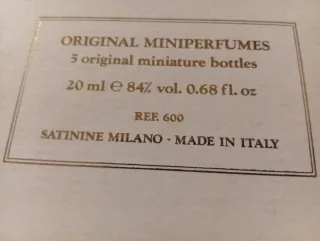 ORIGINAL MINIPERFUMES
5 original miniature bottles
20 ml ℮ 84% vol. 0.68 fl. oz
REF. 600
SATININE MILANO · MADE IN ITALY